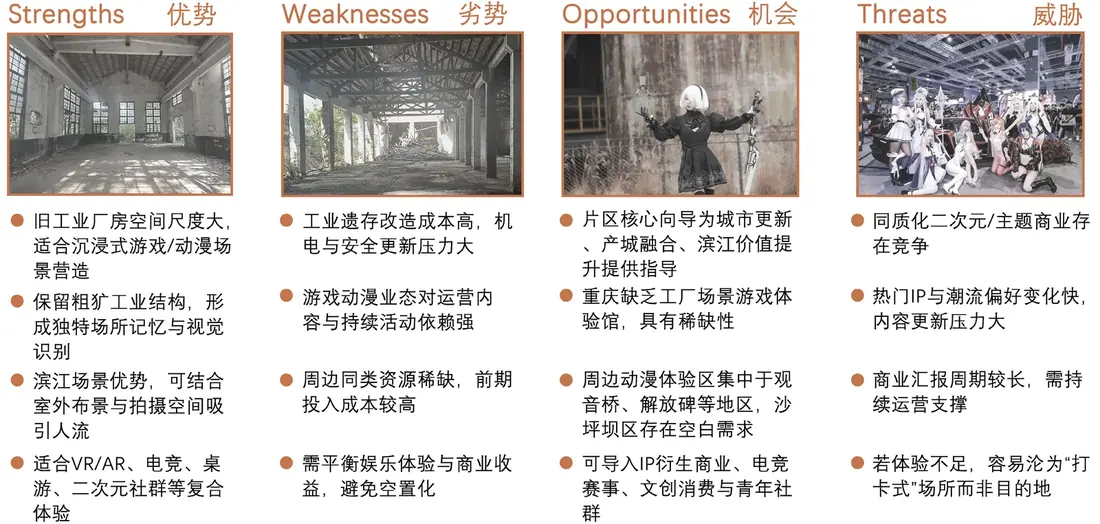 Strengths 优势
旧工业厂房空间尺度大，
适合沉浸式游戏/动漫场
景营造
保留粗犷工业结构，形
成独特场所记忆与视觉
识别
滨江场景优势，可结合
室外布景与拍摄空间吸
引人流
适合VR/AR、电竞、桌
游、二次元社群等复合
体验
Weaknesses 劣势
工业遗存改造成本高，机
电与安全更新压力大
游戏动漫业态对运营内
容与持续活动依赖强
周边同类资源稀缺，前期
投入成本较高
需平衡娱乐体验与商业收
益，避免空置化
Opportunities 机会
片区核心向导为城市更新
、产城融合、滨江价值提
升提供指导
重庆缺乏工厂场景游戏体
验馆，具有稀缺性
周边动漫体验区集中于观
音桥、解放碑等地区，沙
坪坝区存在空白需求
可导入IP衍生商业、电竞
赛事、文创消费与青年社
群
Threats 威胁
同质化二次元/主题商业存
在竞争
热门IP与潮流偏好变化快，
内容更新压力大
商业汇报周期较长，需持
续运营支撑
若体验不足，容易沦为“打
卡式”场所而非目的地